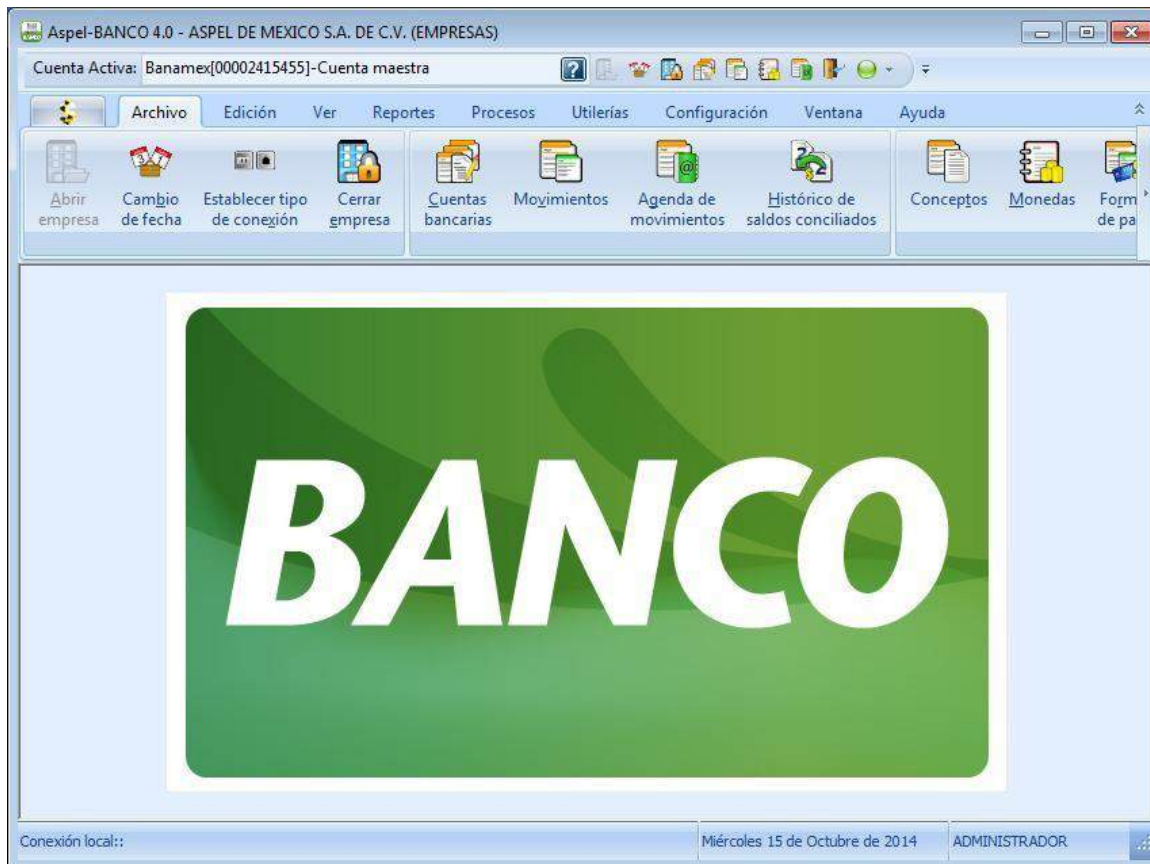 Aspel-BANCO 4.0 - ASPEL DE MEXICO S.A. DE C.V. (EMPRESAS)
Cuenta Activa: Banamex[00002415455]-Cuenta maestra
Archivo Edición Ver Reportes Procesos Utilerías Configuración Ventana Ayuda
Abrir empresa
Cambio de fecha
Establecer tipo de conexión
Cerrar empresa
Cuentas bancarias
Movimientos
Agenda de movimientos
Histórico de saldos conciliados
Conceptos
Monedas
Form
de pa
BANCO
Conexión local:: Miércoles 15 de Octubre de 2014 ADMINISTRADOR